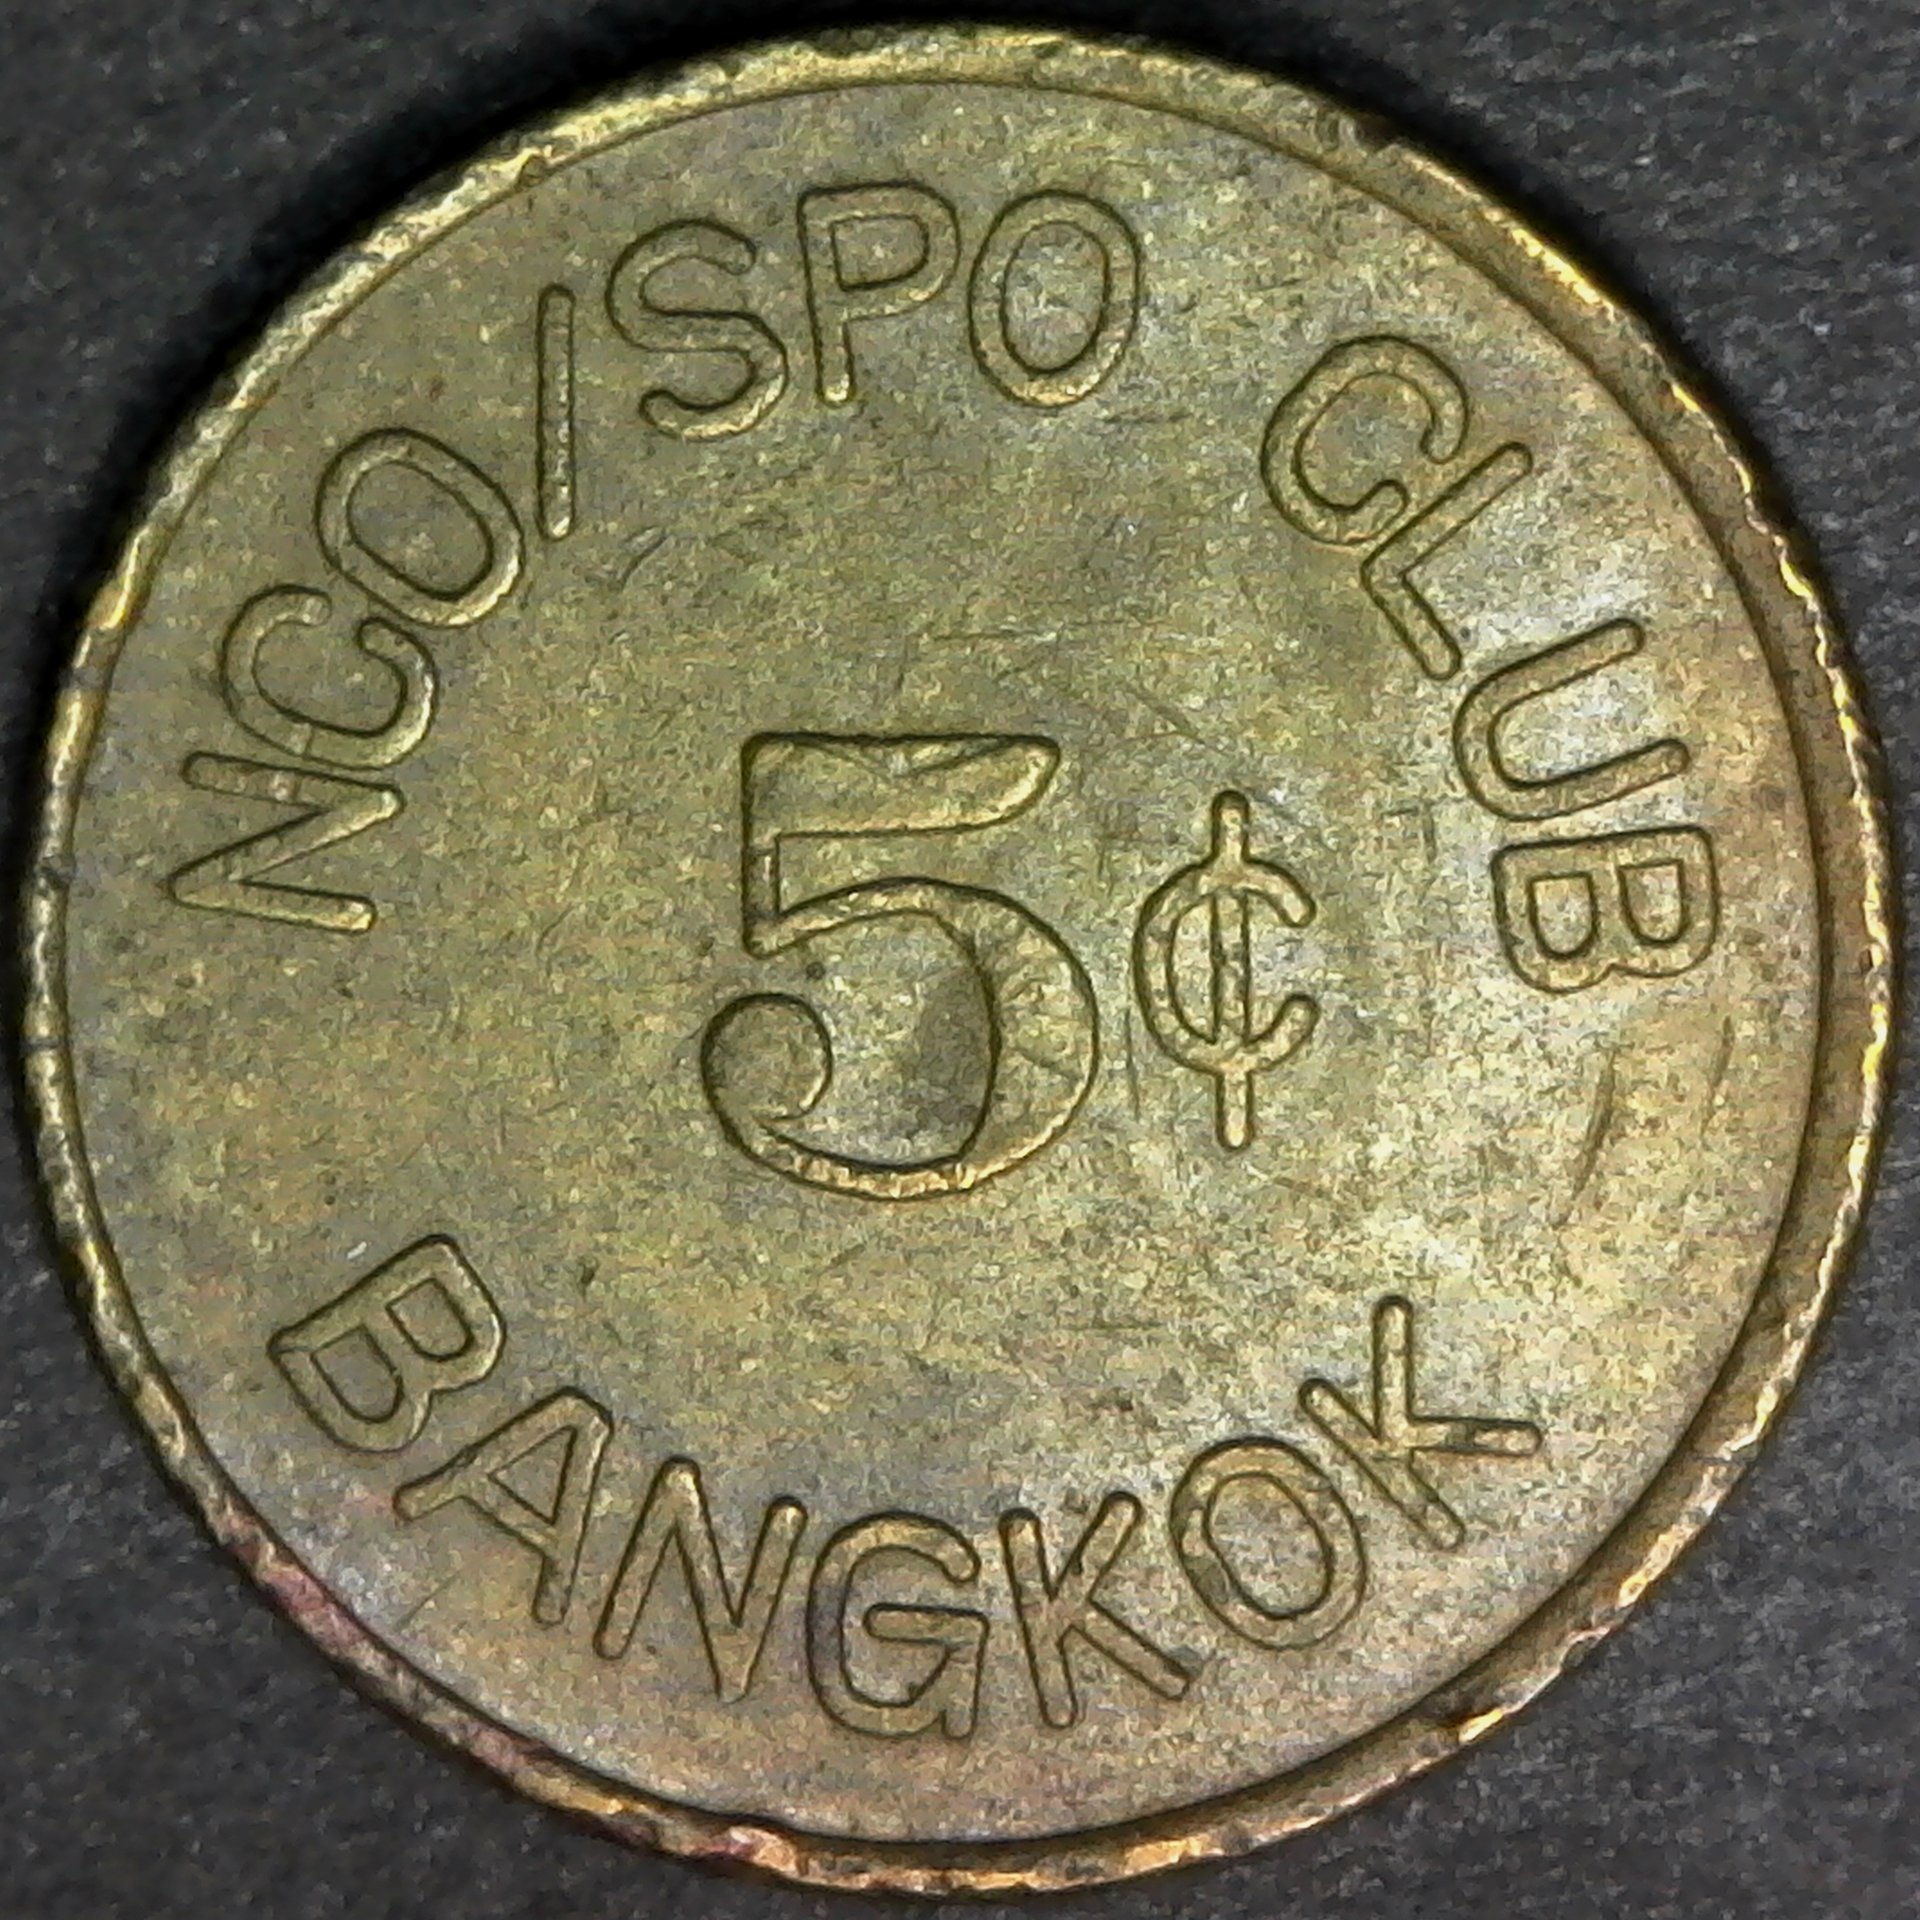 NCO/SPO CLUB
5¢
BANGKOK